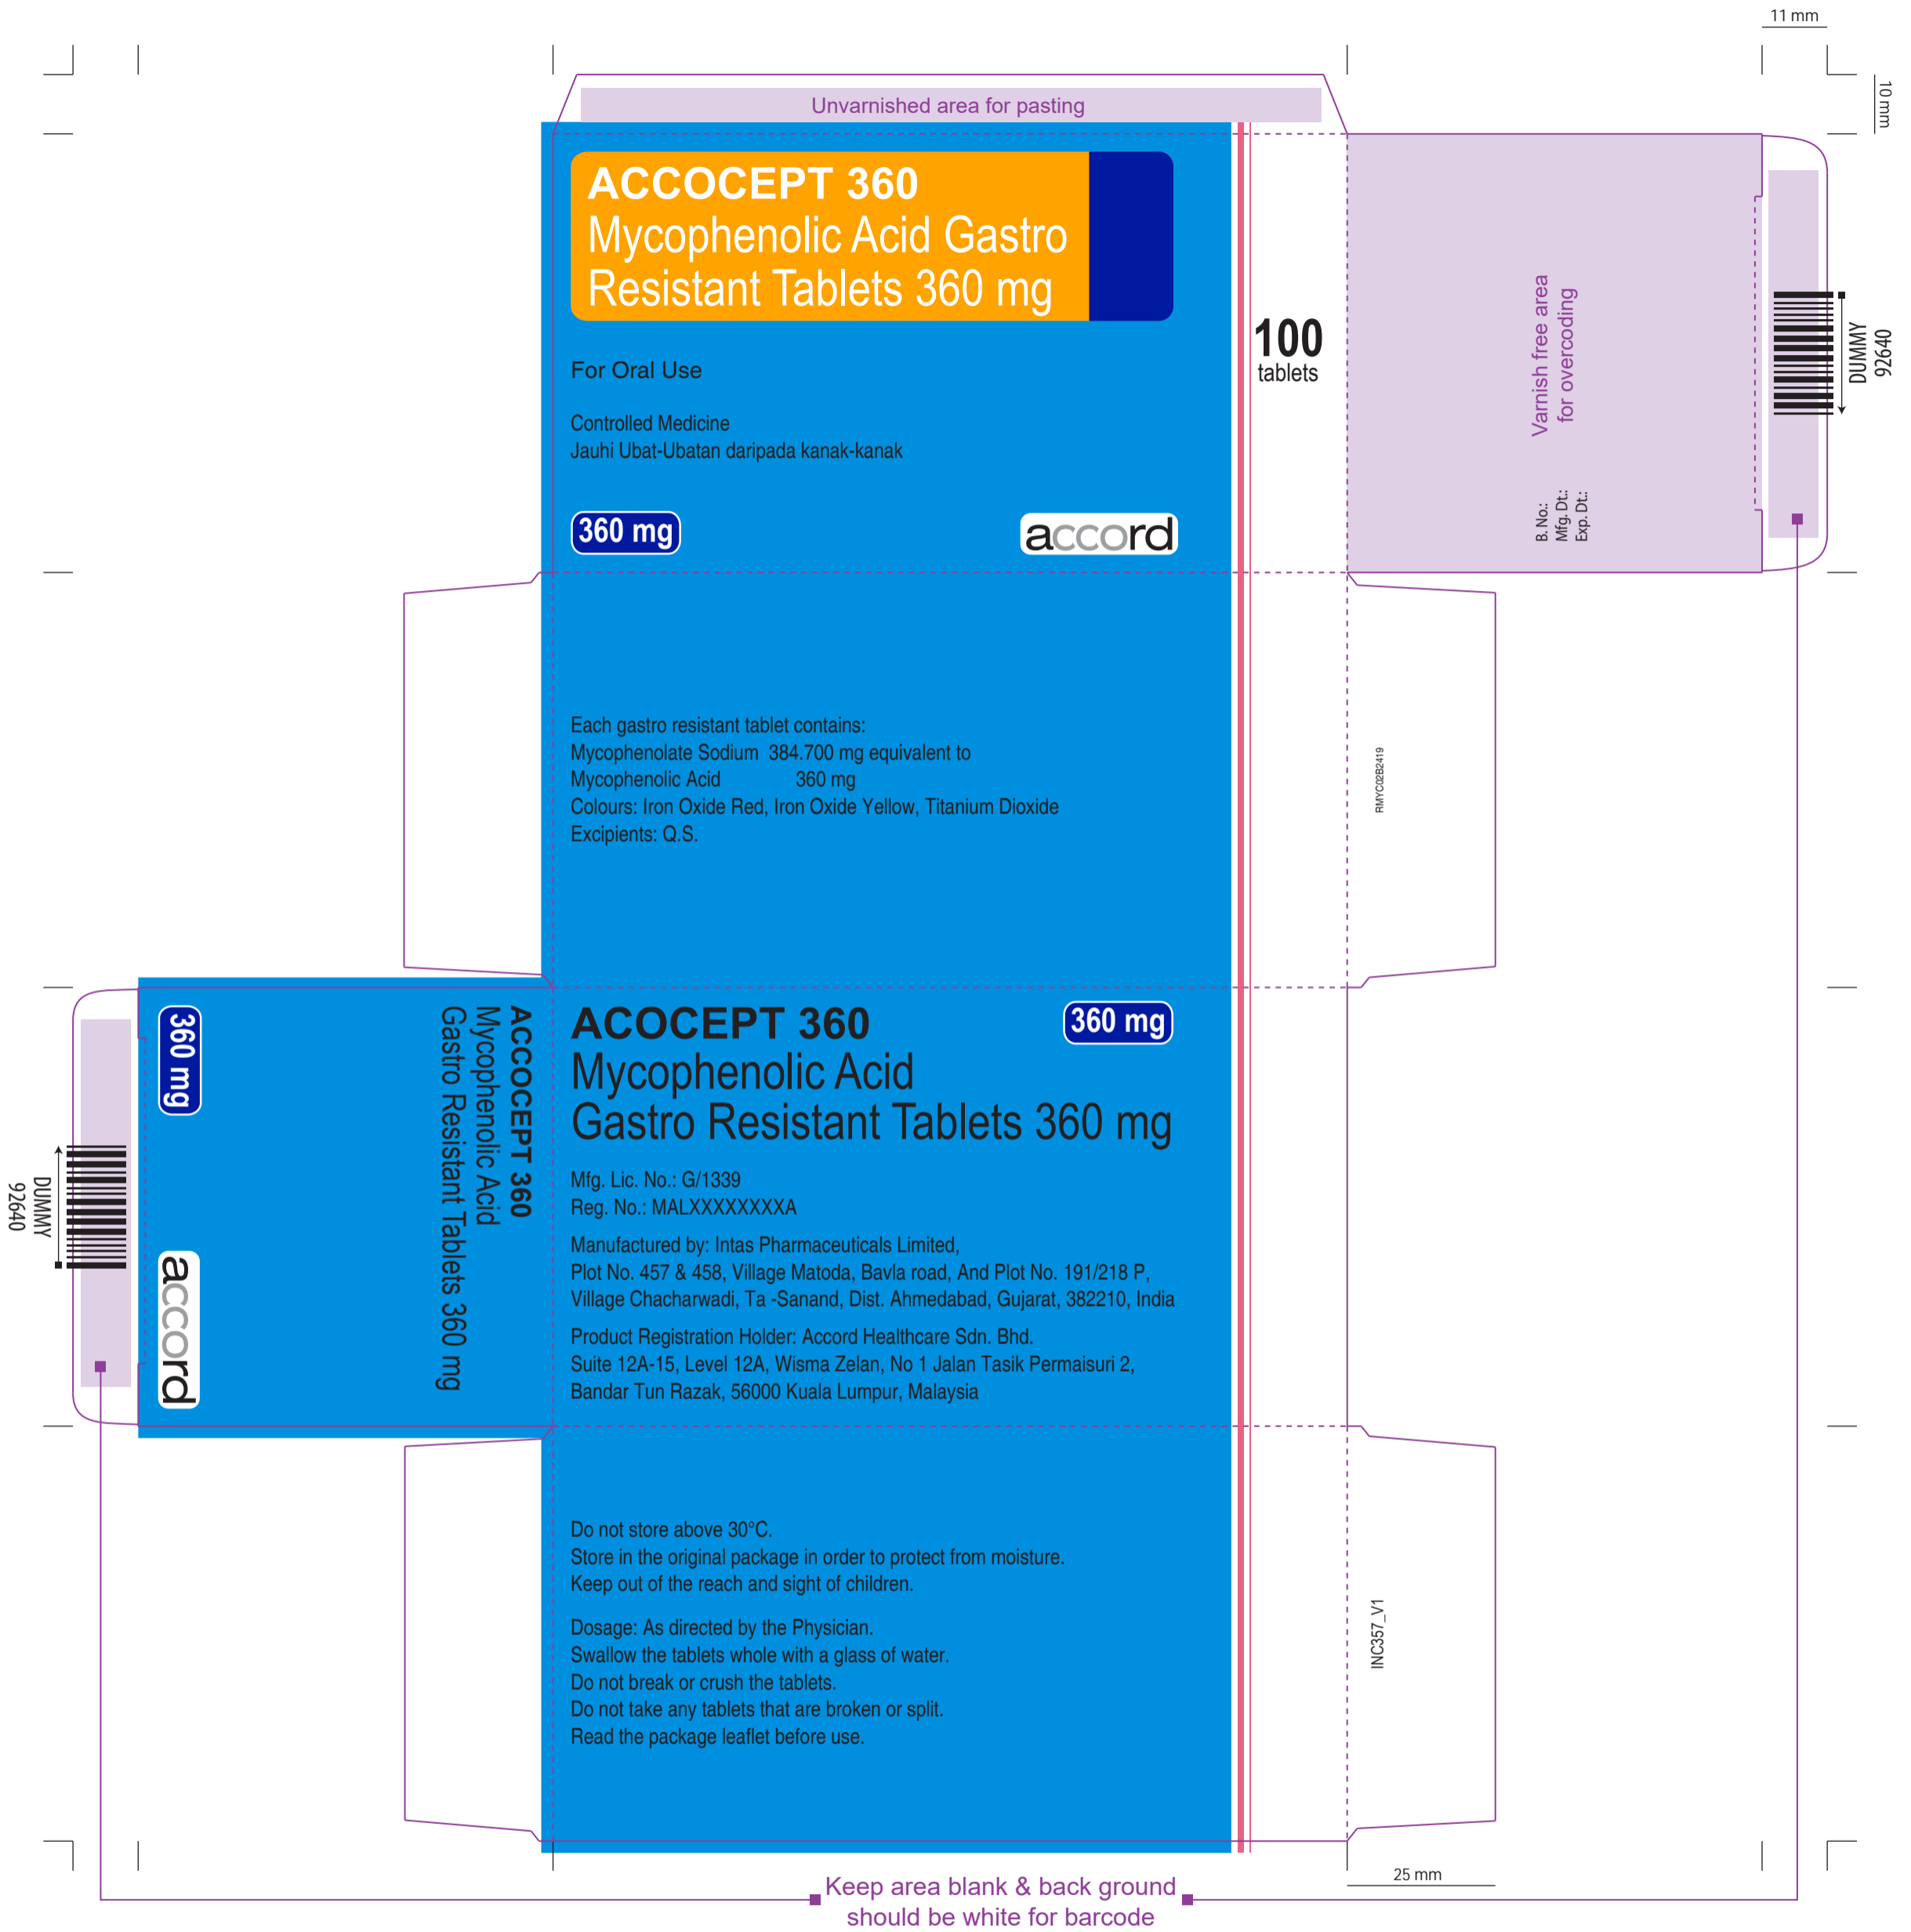 11 mm
10 mm
Unvarnished area for pasting
ACCOCEPT 360
Mycophenolic Acid Gastro
Resistant Tablets 360 mg
100
tablets
For Oral Use
Controlled Medicine
Jauhi Ubat-Ubatan daripada kanak-kanak
360 mg
accord
Varnish free area
for overcoding
B. No.:
Mfg. Dt.:
Exp. Dt.:
DUMMY
92640
Each gastro resistant tablet contains:
Mycophenolate Sodium 384.700 mg equivalent to
Mycophenolic Acid 360 mg
Colours: Iron Oxide Red, Iron Oxide Yellow, Titanium Dioxide
Excipients: Q.S.
RMYC02B2419
DUMMY
92640
360 mg
accord
ACCOCEPT 360
Mycophenolic Acid
Gastro Resistant Tablets 360 mg
ACOCEPT 360
360 mg
Mycophenolic Acid
Gastro Resistant Tablets 360 mg
Mfg. Lic. No.: G/1339
Reg. No.: MALXXXXXXXXA
Manufactured by: Intas Pharmaceuticals Limited,
Plot No. 457 & 458, Village Matoda, Bavla road, And Plot No. 191/218 P,
Village Chacharwadi, Ta -Sanand, Dist. Ahmedabad, Gujarat, 382210, India
Product Registration Holder: Accord Healthcare Sdn. Bhd.
Suite 12A-15, Level 12A, Wisma Zelan, No 1 Jalan Tasik Permaisuri 2,
Bandar Tun Razak, 56000 Kuala Lumpur, Malaysia
Do not store above 30°C.
Store in the original package in order to protect from moisture.
Keep out of the reach and sight of children.
Dosage: As directed by the Physician.
Swallow the tablets whole with a glass of water.
Do not break or crush the tablets.
Do not take any tablets that are broken or split.
Read the package leaflet before use.
INC357_V1
25 mm
Keep area blank & back ground
should be white for barcode